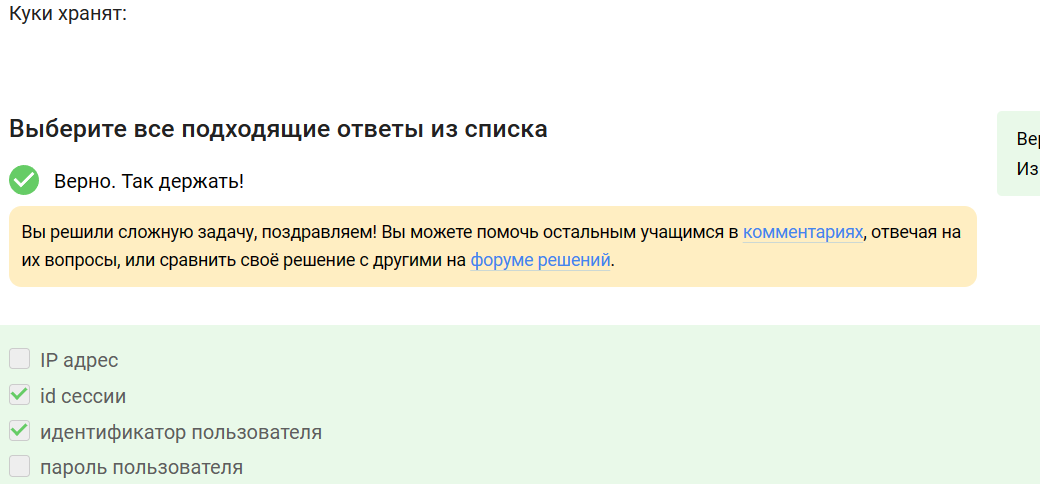 Куки хранят:
Выберите все подходящие ответы из списка
Верно. Так держать!
Вы решили сложную задачу, поздравляем! Вы можете помочь остальным учащимся в комментариях, отвечая на
их вопросы, или сравнить своё решение с другими на форуме решений.
IP адрес
id сессии
идентификатор пользователя
пароль пользователя